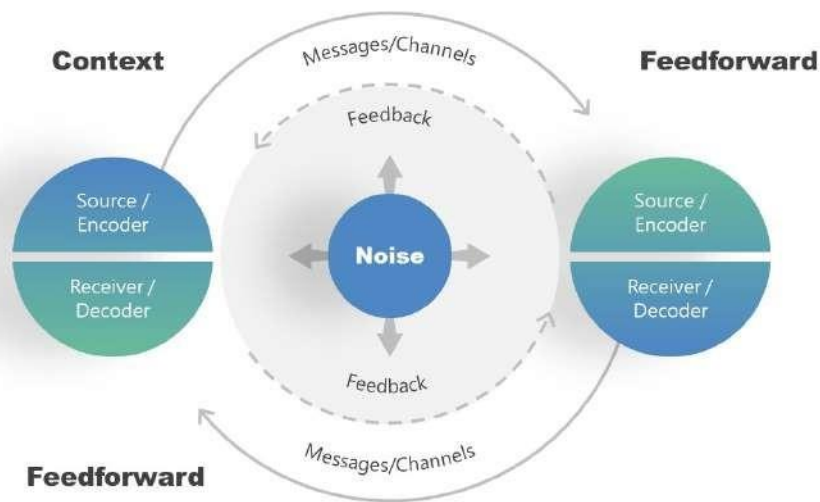 Messages/Channels
Context
Feedforward
Feedback
Source /
Encoder
Source /
Encoder
Noise
Receiver /
Decoder
Receiver /
Decoder
Feedback
Messages/Channels
Feedforward